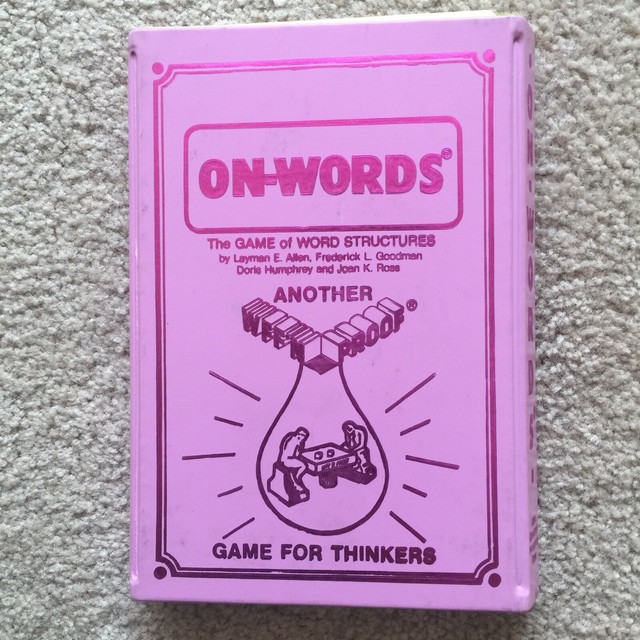 ON-WORDS®
The GAME of WORD STRUCTURES
by Layman E. Allen, Frederick L. Goodman
Doris Humphrey and Joan K. Ross
ANOTHER
WFF 'N PROOF®
GAME FOR THINKERS